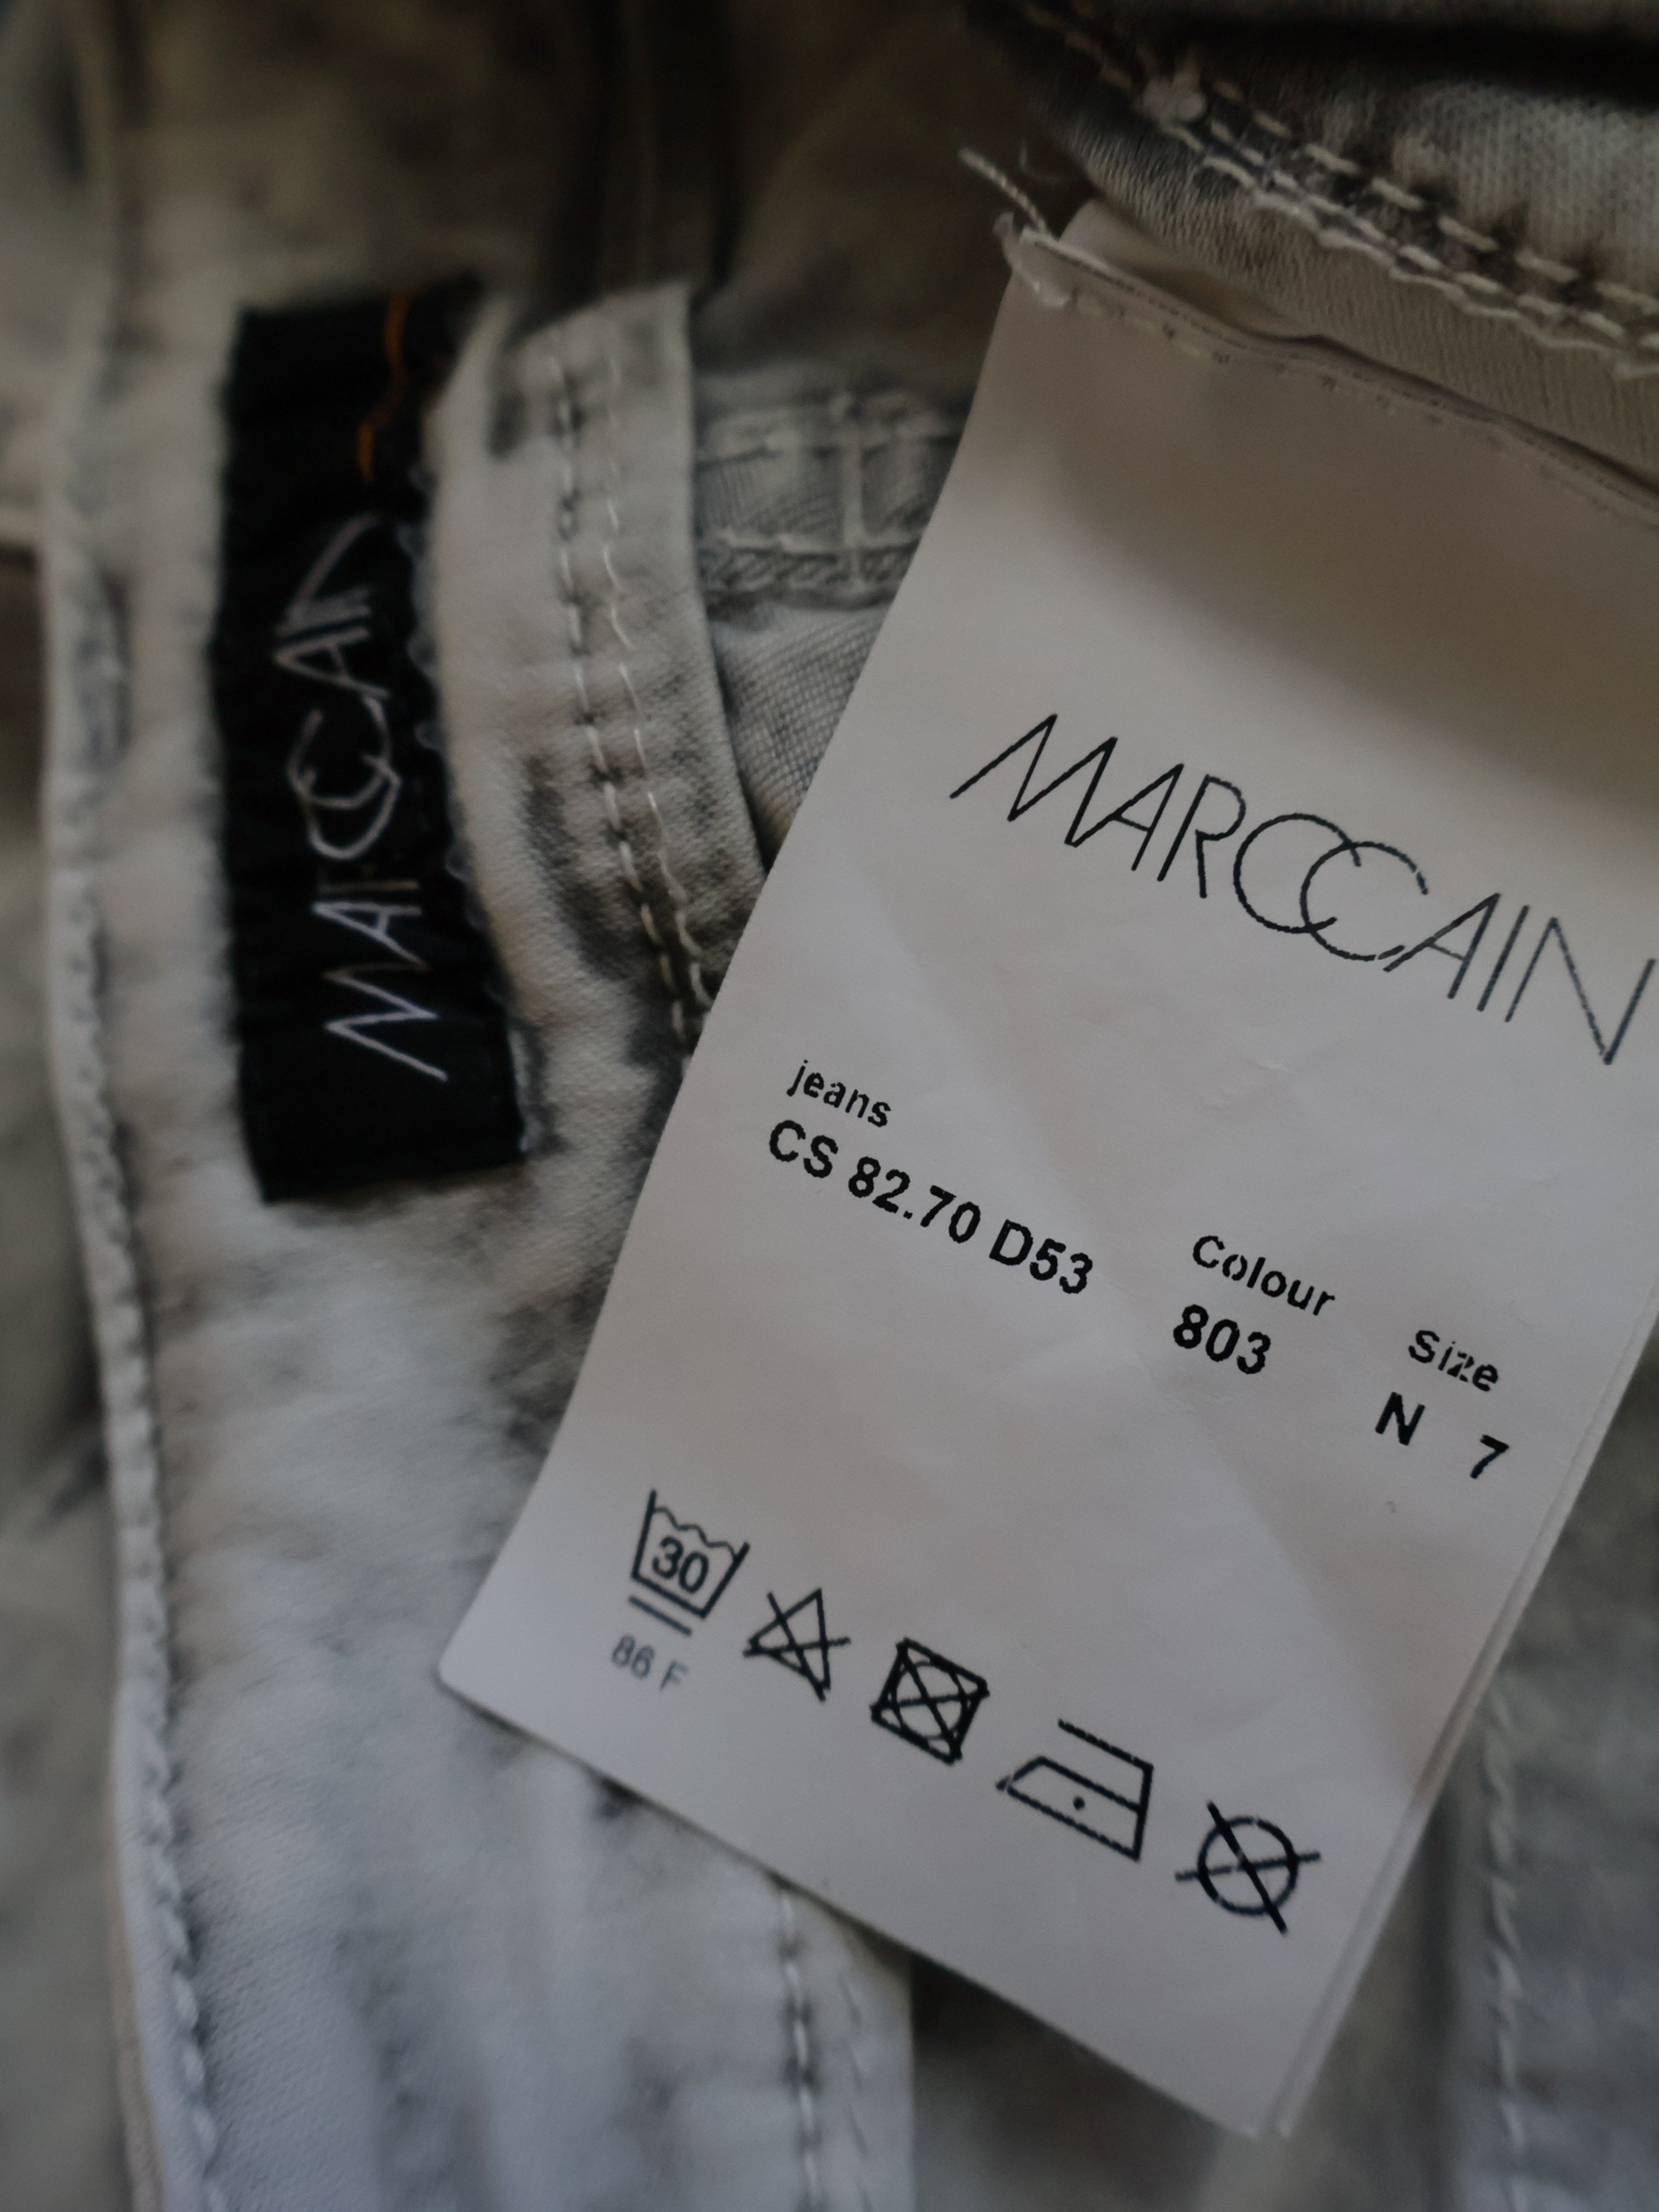 MARCCAIN
MARCCAIN
jeans
CS 82.70 D53
Colour
803
Size
N 7
30
86 F